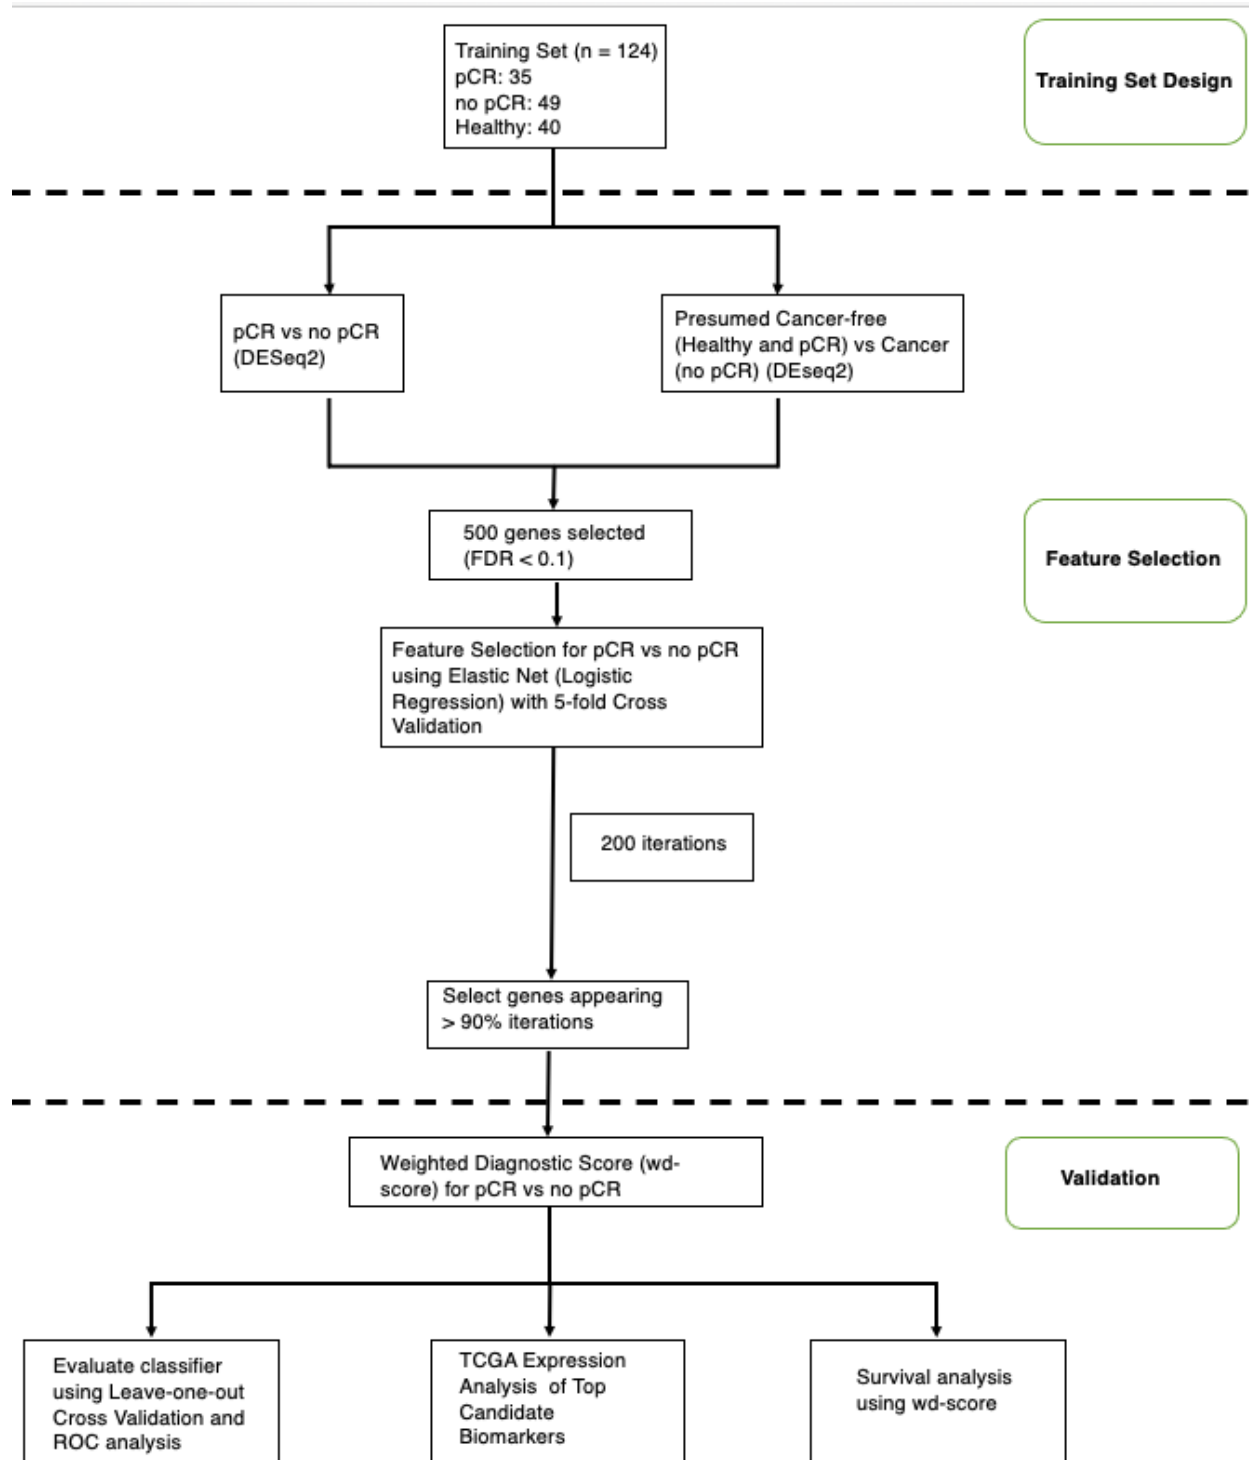 Training Set (n = 124)
pCR: 35
no pCR: 49
Healthy: 40
Training Set Design
pCR vs no pCR
(DESeq2)
Presumed Cancer-free
(Healthy and pCR) vs Cancer
(no pCR) (DEseq2)
500 genes selected
(FDR < 0.1)
Feature Selection
Feature Selection for pCR vs no pCR
using Elastic Net (Logistic
Regression) with 5-fold Cross
Validation
200 iterations
Select genes appearing
> 90% iterations
Weighted Diagnostic Score (wd-
score) for pCR vs no pCR
Validation
Evaluate classifier
using Leave-one-out
Cross Validation and
ROC analysis
TCGA Expression
Analysis of Top
Candidate
Biomarkers
Survival analysis
using wd-score